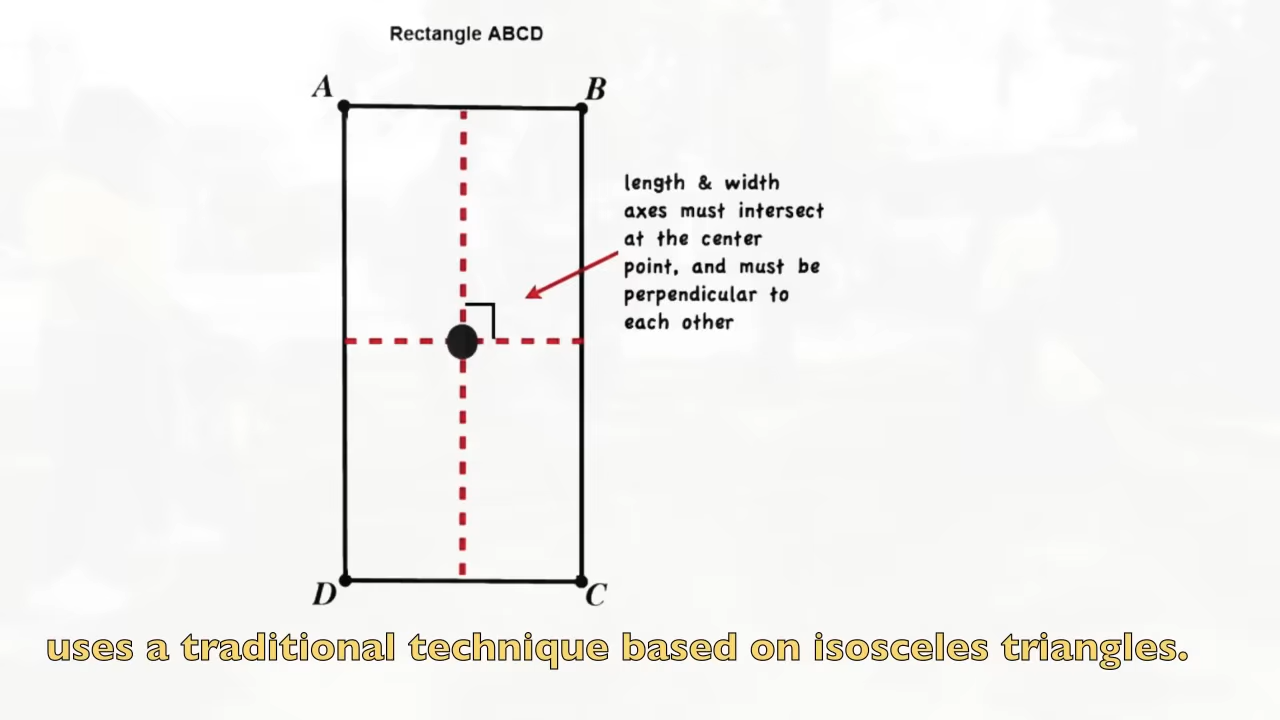 Rectangle ABCD
A
B
length & width
axes must intersect
at the center
point, and must be
perpendicular to
each other
D
C
uses a traditional technique based on isosceles triangles.